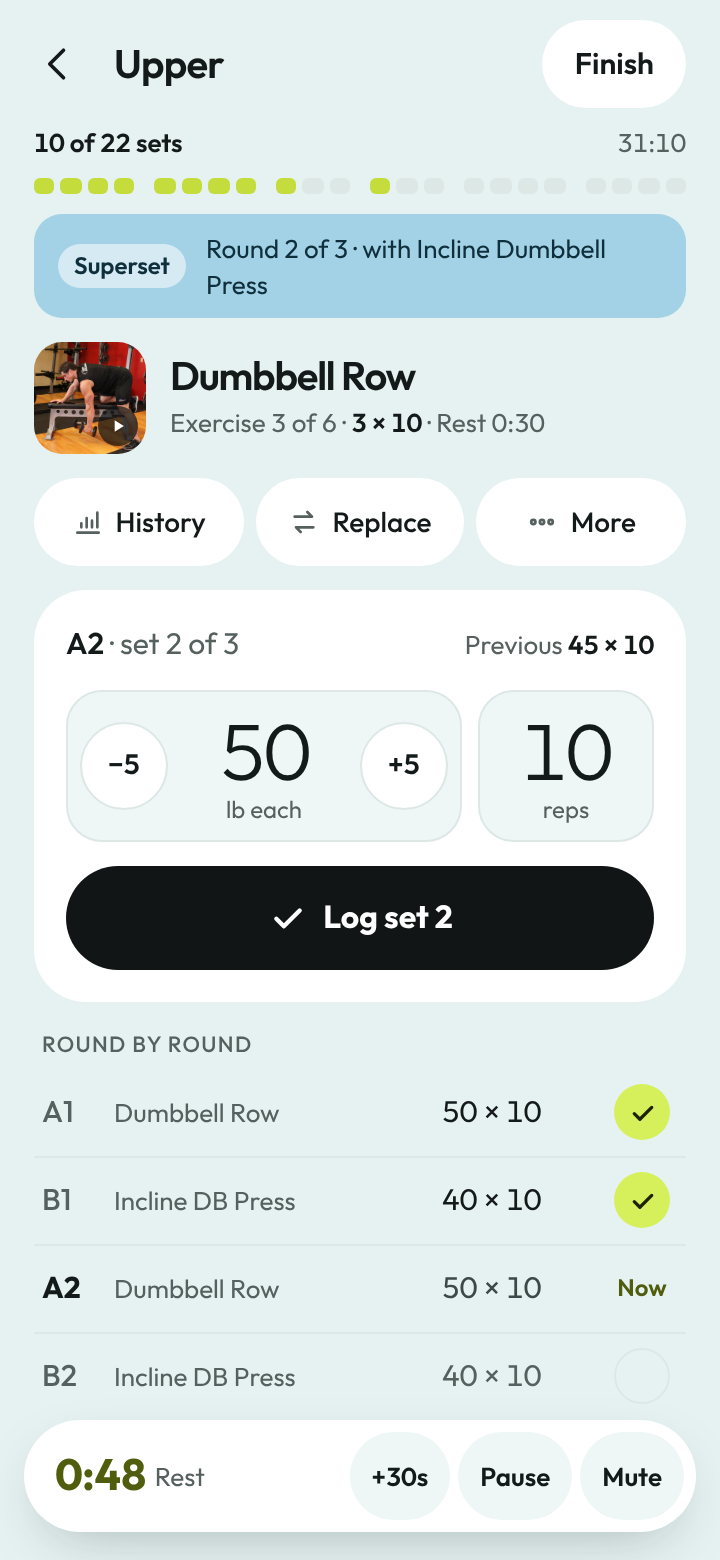 Upper
Finish
10 of 22 sets
31:10
Superset
Round 2 of 3 · with Incline Dumbbell
Press
Dumbbell Row
Exercise 3 of 6 · 3 × 10 · Rest 0:30
History
Replace
More
A2 · set 2 of 3
Previous 45 × 10
−5
50
lb each
+5
10
reps
Log set 2
ROUND BY ROUND
A1 Dumbbell Row 50 × 10
B1 Incline DB Press 40 × 10
A2 Dumbbell Row 50 × 10 Now
B2 Incline DB Press 40 × 10
0:48 Rest
+30s
Pause
Mute